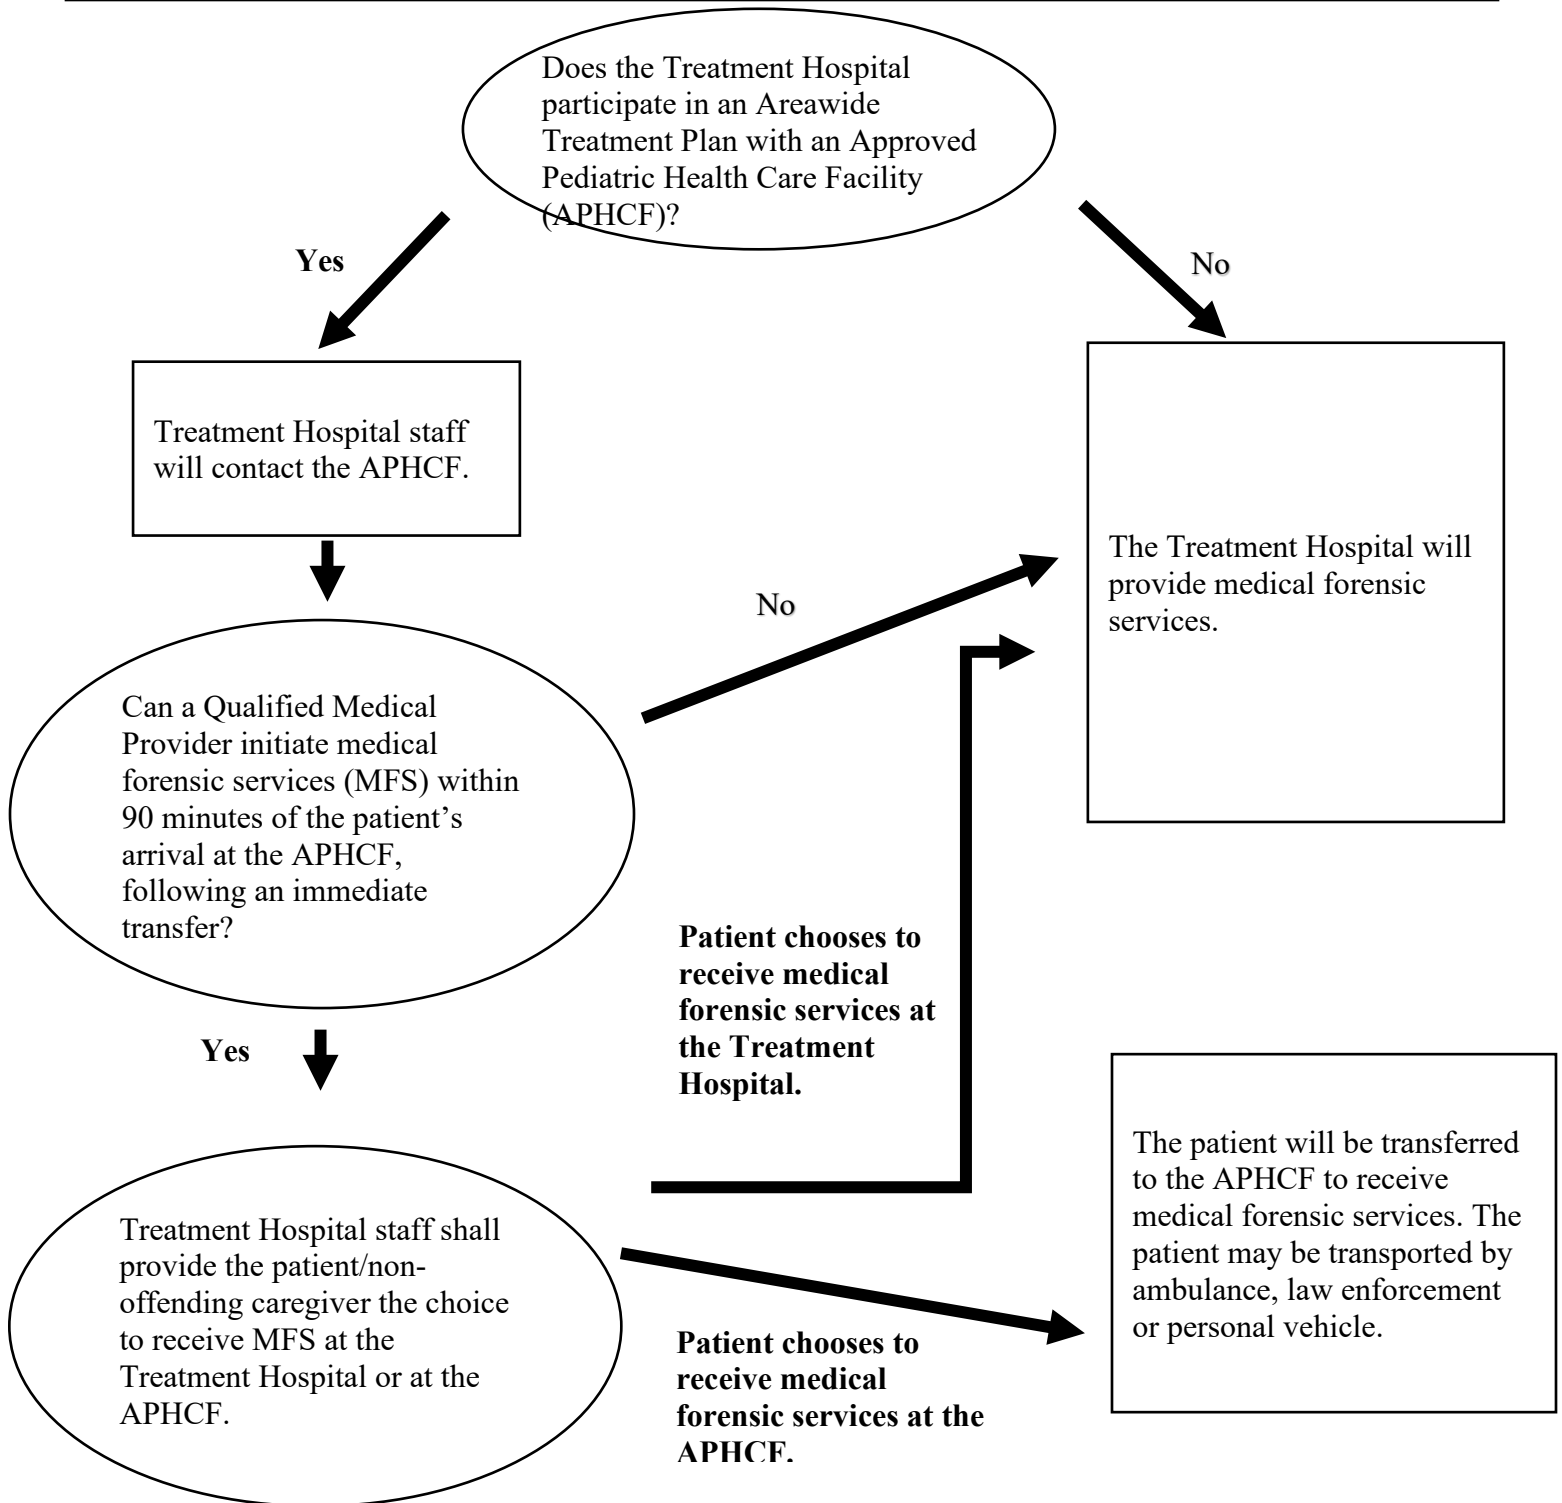 Does the Treatment Hospital
participate in an Areawide
Treatment Plan with an Approved
Pediatric Health Care Facility
(APHCF)?
Yes
No
Treatment Hospital staff
will contact the APHCF.
The Treatment Hospital will
provide medical forensic
services.
No
Can a Qualified Medical
Provider initiate medical
forensic services (MFS) within
90 minutes of the patient’s
arrival at the APHCF,
following an immediate
transfer?
Patient chooses to
receive medical
forensic services at
the Treatment
Hospital.
Yes
The patient will be transferred
to the APHCF to receive
medical forensic services. The
patient may be transported by
ambulance, law enforcement
or personal vehicle.
Treatment Hospital staff shall
provide the patient/non-
offending caregiver the choice
to receive MFS at the
Treatment Hospital or at the
APHCF.
Patient chooses to
receive medical
forensic services at the
APHCF.